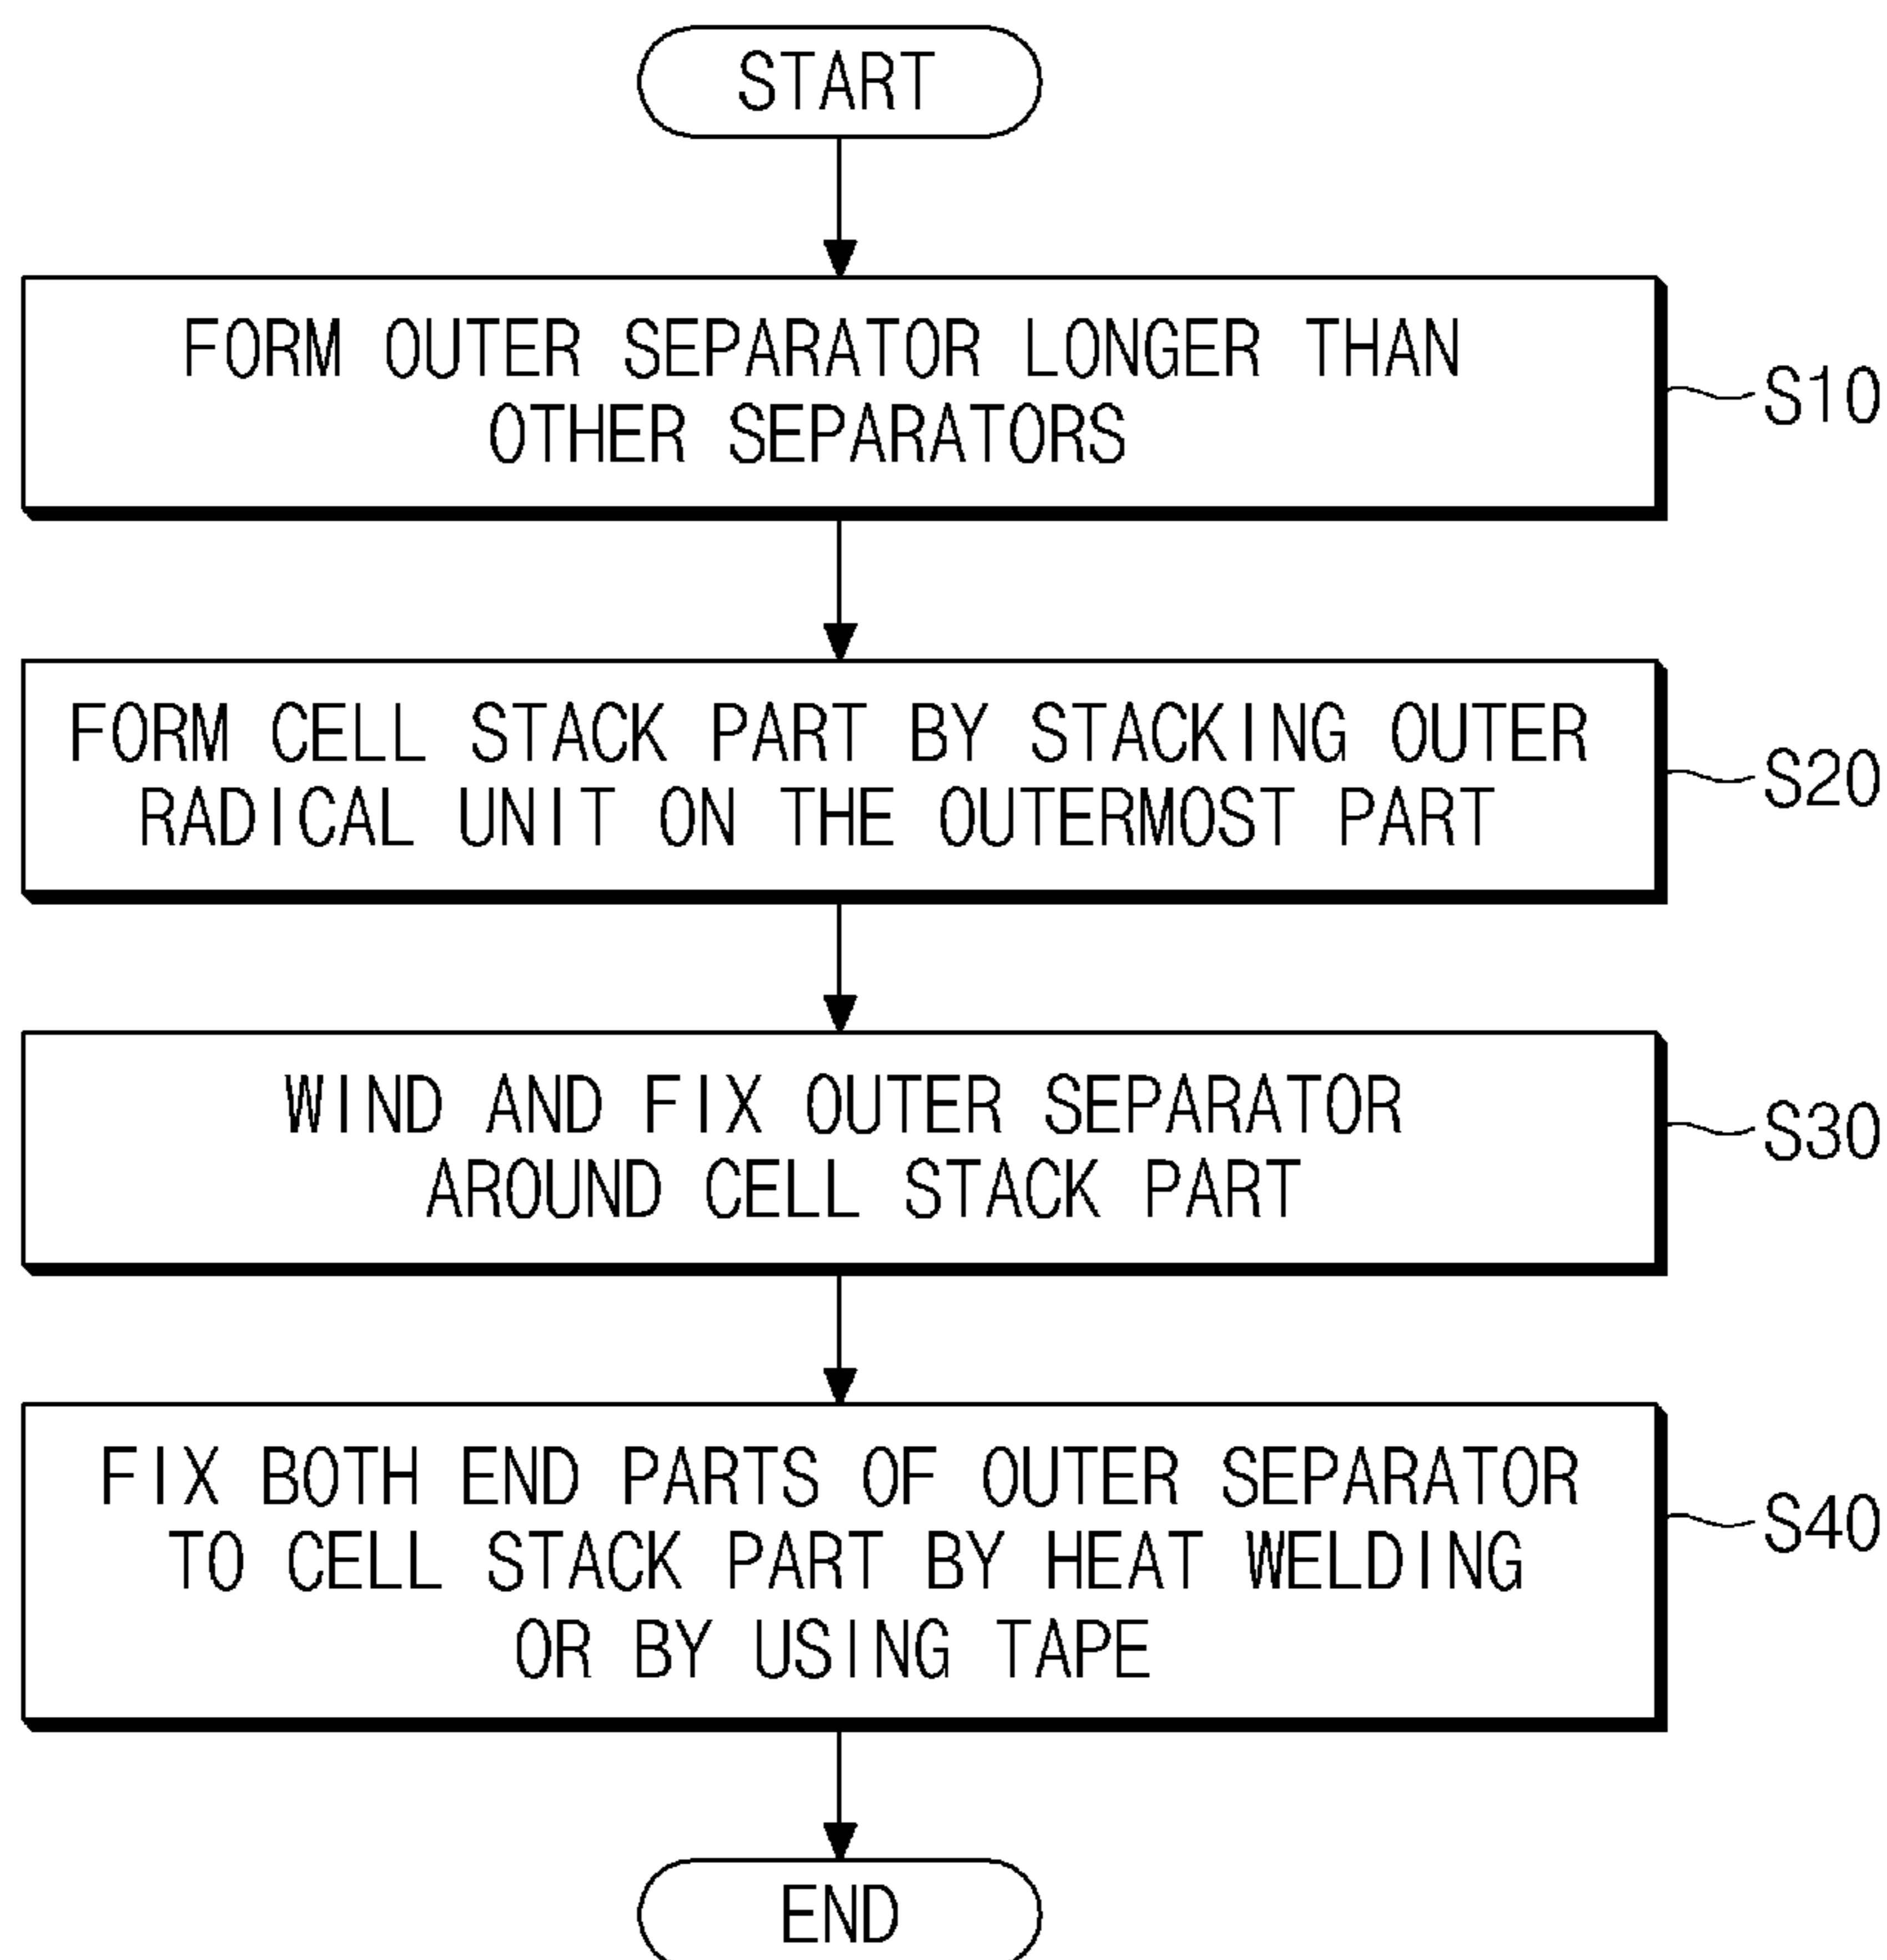 START
FORM OUTER SEPARATOR LONGER THAN
OTHER SEPARATORS
S10
FORM CELL STACK PART BY STACKING OUTER
RADICAL UNIT ON THE OUTERMOST PART
S20
WIND AND FIX OUTER SEPARATOR
AROUND CELL STACK PART
S30
FIX BOTH END PARTS OF OUTER SEPARATOR
TO CELL STACK PART BY HEAT WELDING
OR BY USING TAPE
S40
END